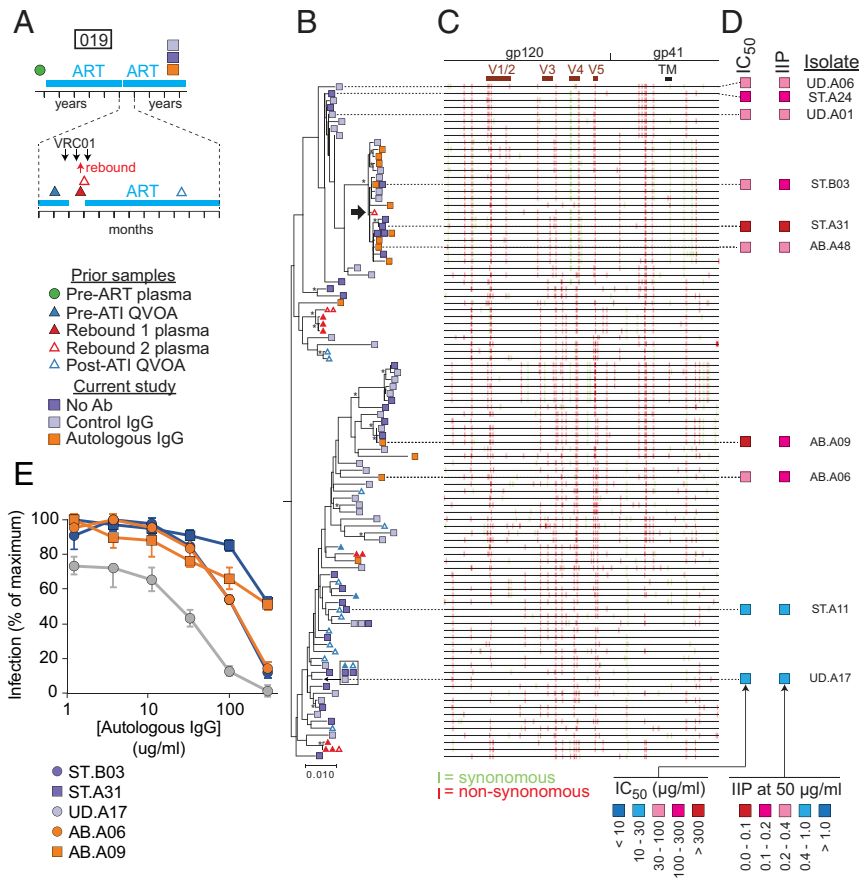 A
019
ART
ART
years
years
VRC01
rebound
ART
months
Prior samples
Pre-ART plasma
Pre-ATI QVOA
Rebound 1 plasma
Rebound 2 plasma
Post-ATI QVOA
Current study
No Ab
Control IgG
Autologous IgG
B
*
*
*
*
*
*
*
*
*
*
*
*
*
0.010
C
gp120
gp41
V1/2
V3
V4
V5
TM
I = synonomous
I = non-synonomous
D
IC50
IIP
Isolate
UD.A06
ST.A24
UD.A01
ST.B03
ST.A31
AB.A48
AB.A09
AB.A06
ST.A11
UD.A17
IC50 (µg/ml)
< 10
10 - 30
30 - 100
100 - 300
> 300
IIP at 50 µg/ml
0.0 - 0.1
0.1 - 0.2
0.2 - 0.4
0.4 - 1.0
> 1.0
E
Infection (% of maximum)
100
80
60
40
20
0
1
10
100
[Autologous IgG]
(ug/ml)
ST.B03
ST.A31
UD.A17
AB.A06
AB.A09